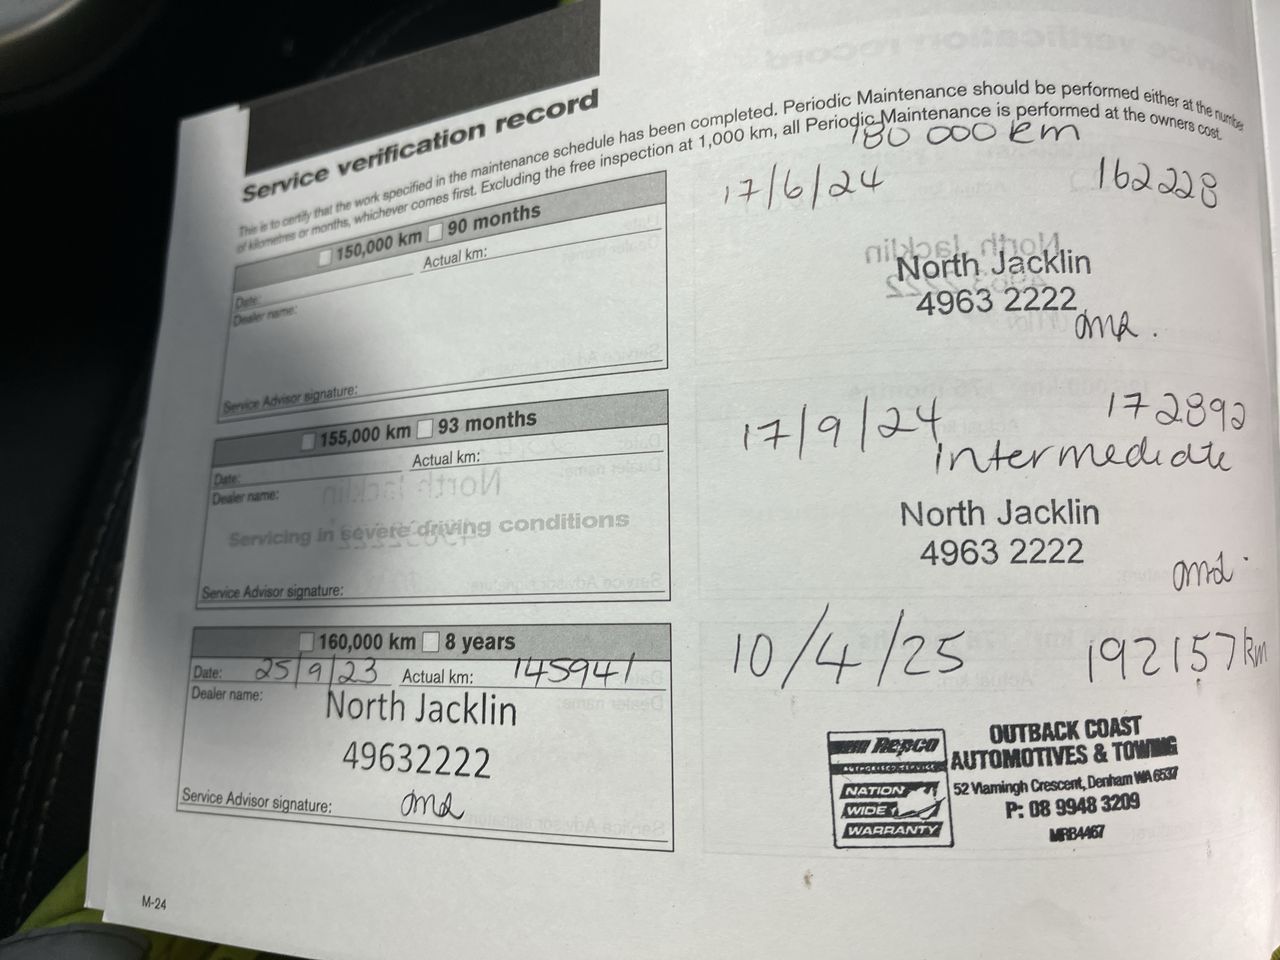 Service verification record
This is to certify that the work specified in the maintenance schedule has been completed. Periodic Maintenance should be performed either at the number
of kilometres or months, whichever comes first. Excluding the free inspection at 1,000 km, all Periodic Maintenance is performed at the owners cost.
150,000 km 90 months
Date: Actual km:
Dealer name:
Service Advisor signature:
155,000 km 93 months
Date: Actual km:
Dealer name:
Servicing in severe driving conditions
Service Advisor signature:
160,000 km 8 years
Date: 25/9/23 Actual km: 145941
Dealer name:
North Jacklin
49632222
Service Advisor signature:
M-24
180 000 km
17/6/24 162228
North Jacklin
4963 2222
17/9/24 172892
intermediate
North Jacklin
4963 2222
10/4/25 192157 km
Repco
AUTHORISED SERVICE
NATION
WIDE
WARRANTY
OUTBACK COAST
AUTOMOTIVES & TOWING
52 Vlamingh Crescent, Denham WA 6537
P: 08 9948 3209
MRB4467